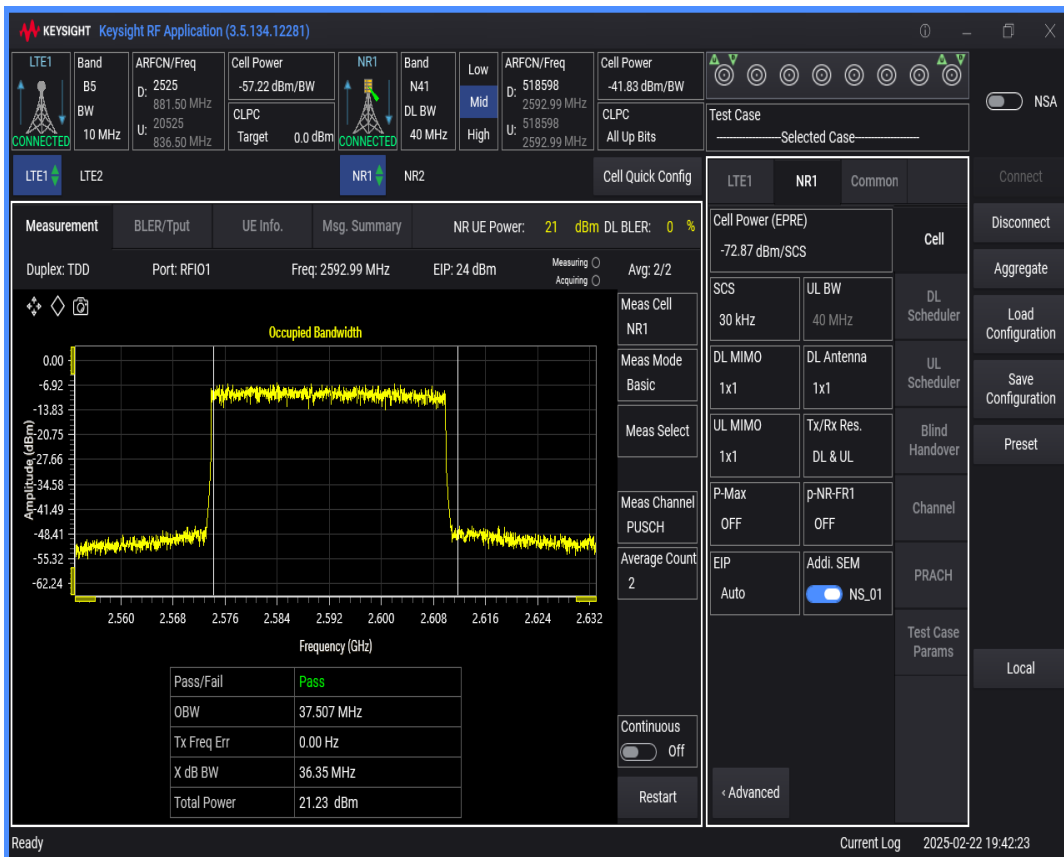 KEYSIGHT Keysight RF Application (3.5.134.12281)
LTE1
CONNECTED
Band
B5
BW
10 MHz
ARFCN/Freq
D: 2525
881.50 MHz
U: 20525
836.50 MHz
Cell Power
-57.22 dBm/BW
CLPC
Target 0.0 dBm
NR1
CONNECTED
Band
N41
DL BW
40 MHz
Low
Mid
High
ARFCN/Freq
D: 518598
2592.99 MHz
U: 518598
2592.99 MHz
Cell Power
-41.83 dBm/BW
CLPC
All Up Bits
Test Case
Selected Case
NSA
LTE1 LTE2 NR1 NR2 Cell Quick Config
Measurement BLER/Tput UE Info. Msg. Summary NR UE Power: 21 dBm DL BLER: 0 %
Duplex: TDD Port: RFIO1 Freq: 2592.99 MHz EIP: 24 dBm Measuring Acquiring Avg: 2/2
Occupied Bandwidth
Amplitude (dBm)
0.00
-6.92
-13.83
-20.75
-27.66
-34.58
-41.49
-48.41
-55.32
-62.24
2.560 2.568 2.576 2.584 2.592 2.600 2.608 2.616 2.624 2.632
Frequency (GHz)
Pass/Fail Pass
OBW 37.507 MHz
Tx Freq Err 0.00 Hz
X dB BW 36.35 MHz
Total Power 21.23 dBm
Meas Cell
NR1
Meas Mode
Basic
Meas Select
Meas Channel
PUSCH
Average Count
2
Continuous
Off
Restart
LTE1 NR1 Common
Cell Power (EPRE)
-72.87 dBm/SCS
SCS
30 kHz
UL BW
40 MHz
DL MIMO
1x1
DL Antenna
1x1
UL MIMO
1x1
Tx/Rx Res.
DL & UL
P-Max
OFF
p-NR-FR1
OFF
EIP
Auto
Addi. SEM
NS_01
‹ Advanced
Cell
DL
Scheduler
UL
Scheduler
Blind
Handover
Channel
PRACH
Test Case
Params
Connect
Disconnect
Aggregate
Load
Configuration
Save
Configuration
Preset
Local
Ready Current Log 2025-02-22 19:42:23